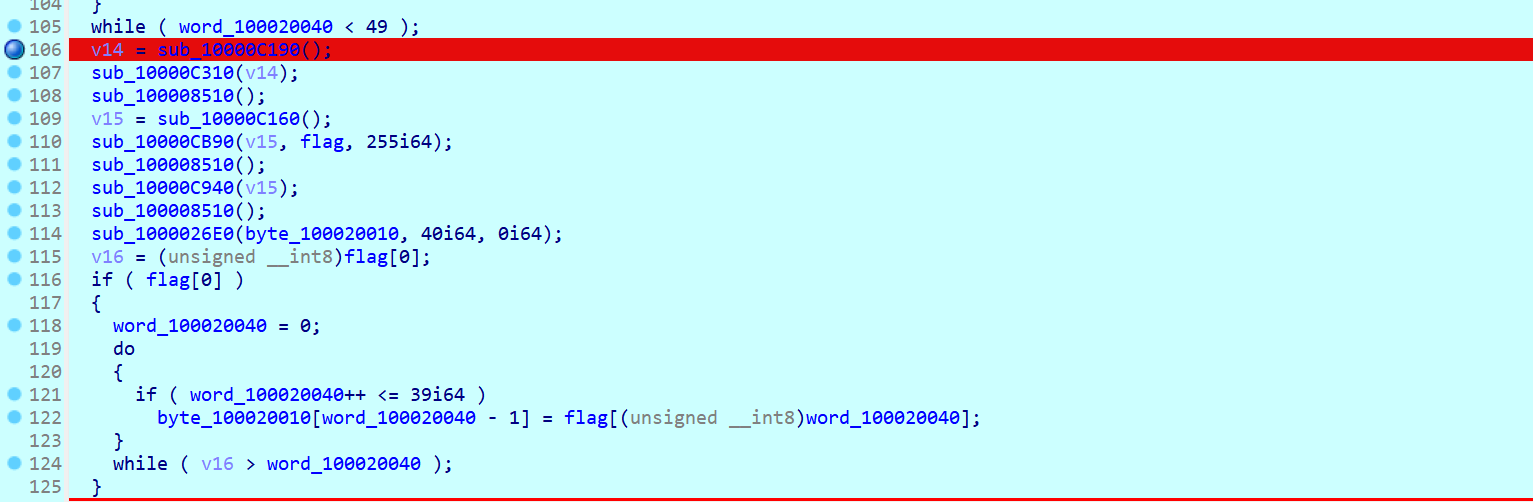 104 }
105 while ( word_100020040 < 49 );
106 v14 = sub_10000C190();
107 sub_10000C310(v14);
108 sub_100008510();
109 v15 = sub_10000C160();
110 sub_10000CB90(v15, flag, 255i64);
111 sub_100008510();
112 sub_10000C940(v15);
113 sub_100008510();
114 sub_1000026E0(byte_100020010, 40i64, 0i64);
115 v16 = (unsigned __int8)flag[0];
116 if ( flag[0] )
117 {
118 word_100020040 = 0;
119 do
120 {
121 if ( word_100020040++ <= 39i64 )
122 byte_100020010[word_100020040 - 1] = flag[(unsigned __int8)word_100020040];
123 }
124 while ( v16 > word_100020040 );
125 }